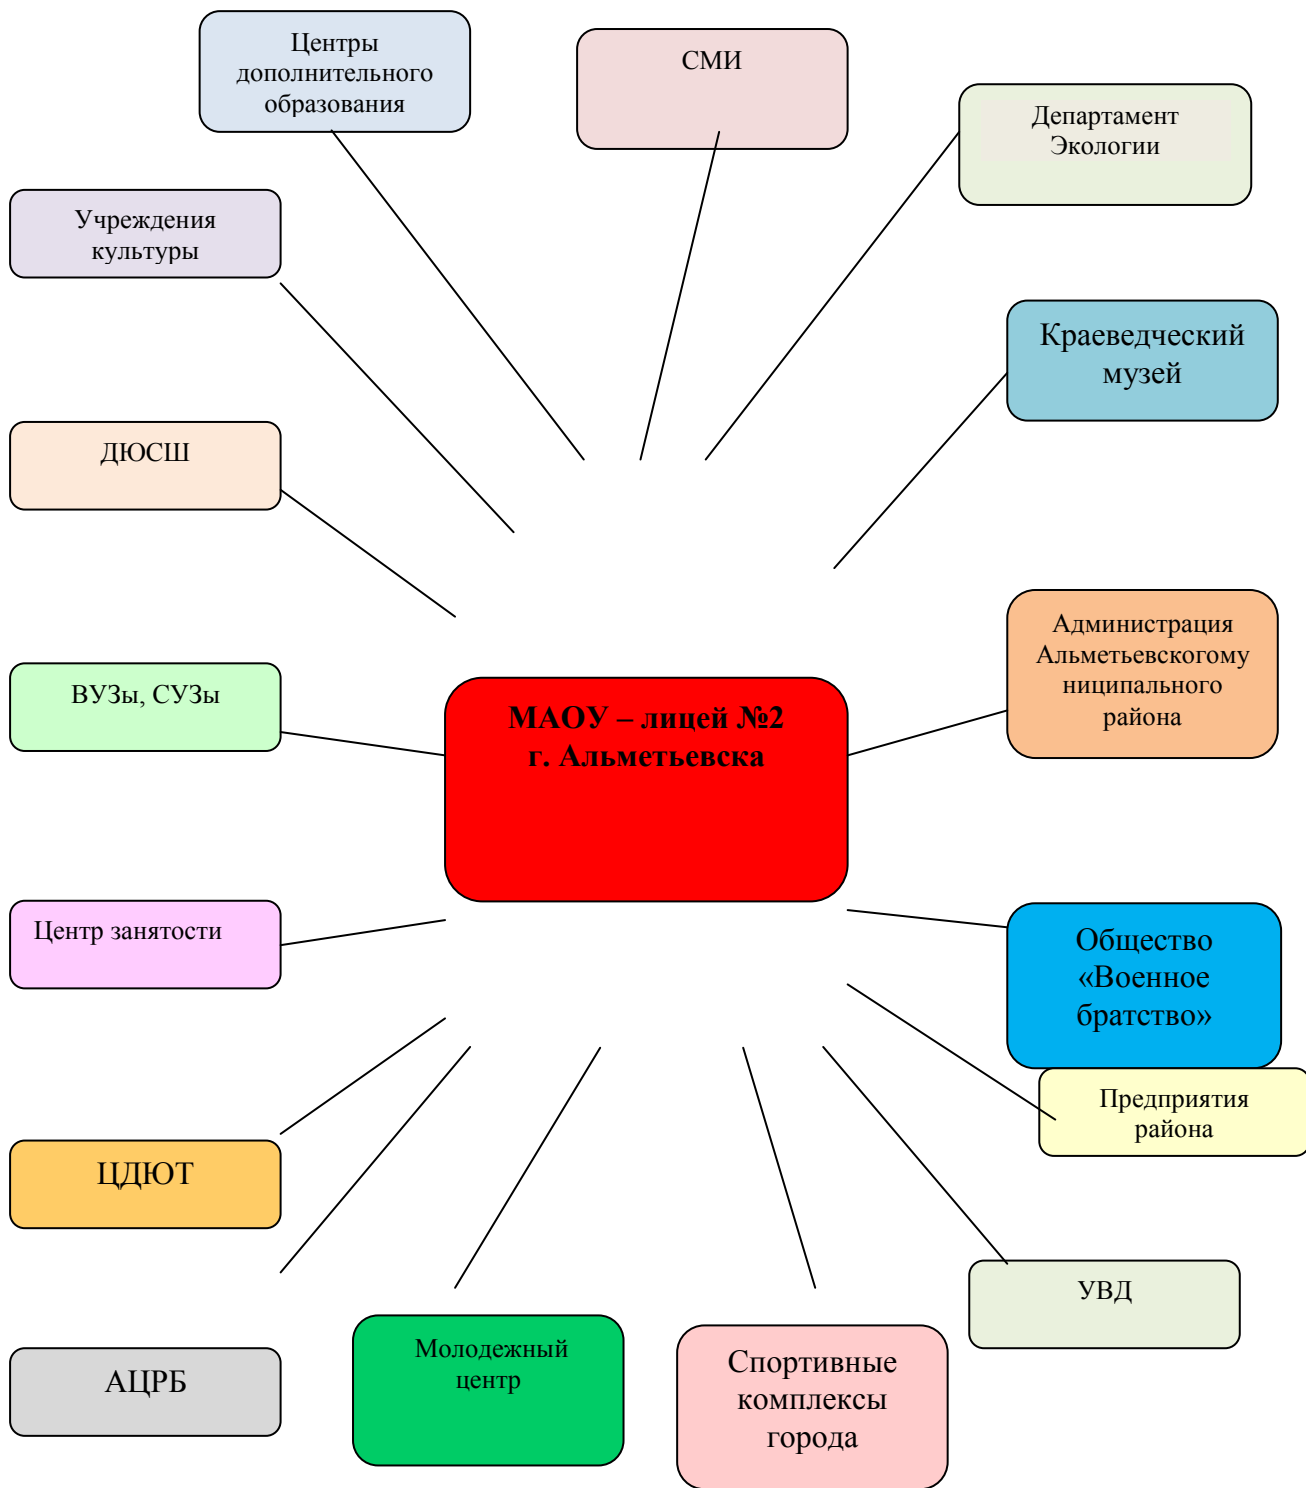 Центры
дополнительного
образования
СМИ
Департамент
Экологии
Учреждения
культуры
Краеведческий
музей
ДЮСШ
Администрация
Альметьевскогому
ниципального
района
ВУЗы, СУЗы
МАОУ – лицей №2
г. Альметьевска
Центр занятости
Общество
«Военное
братство»
Предприятия
района
ЦДЮТ
УВД
АЦРБ
Молодежный
центр
Спортивные
комплексы
города